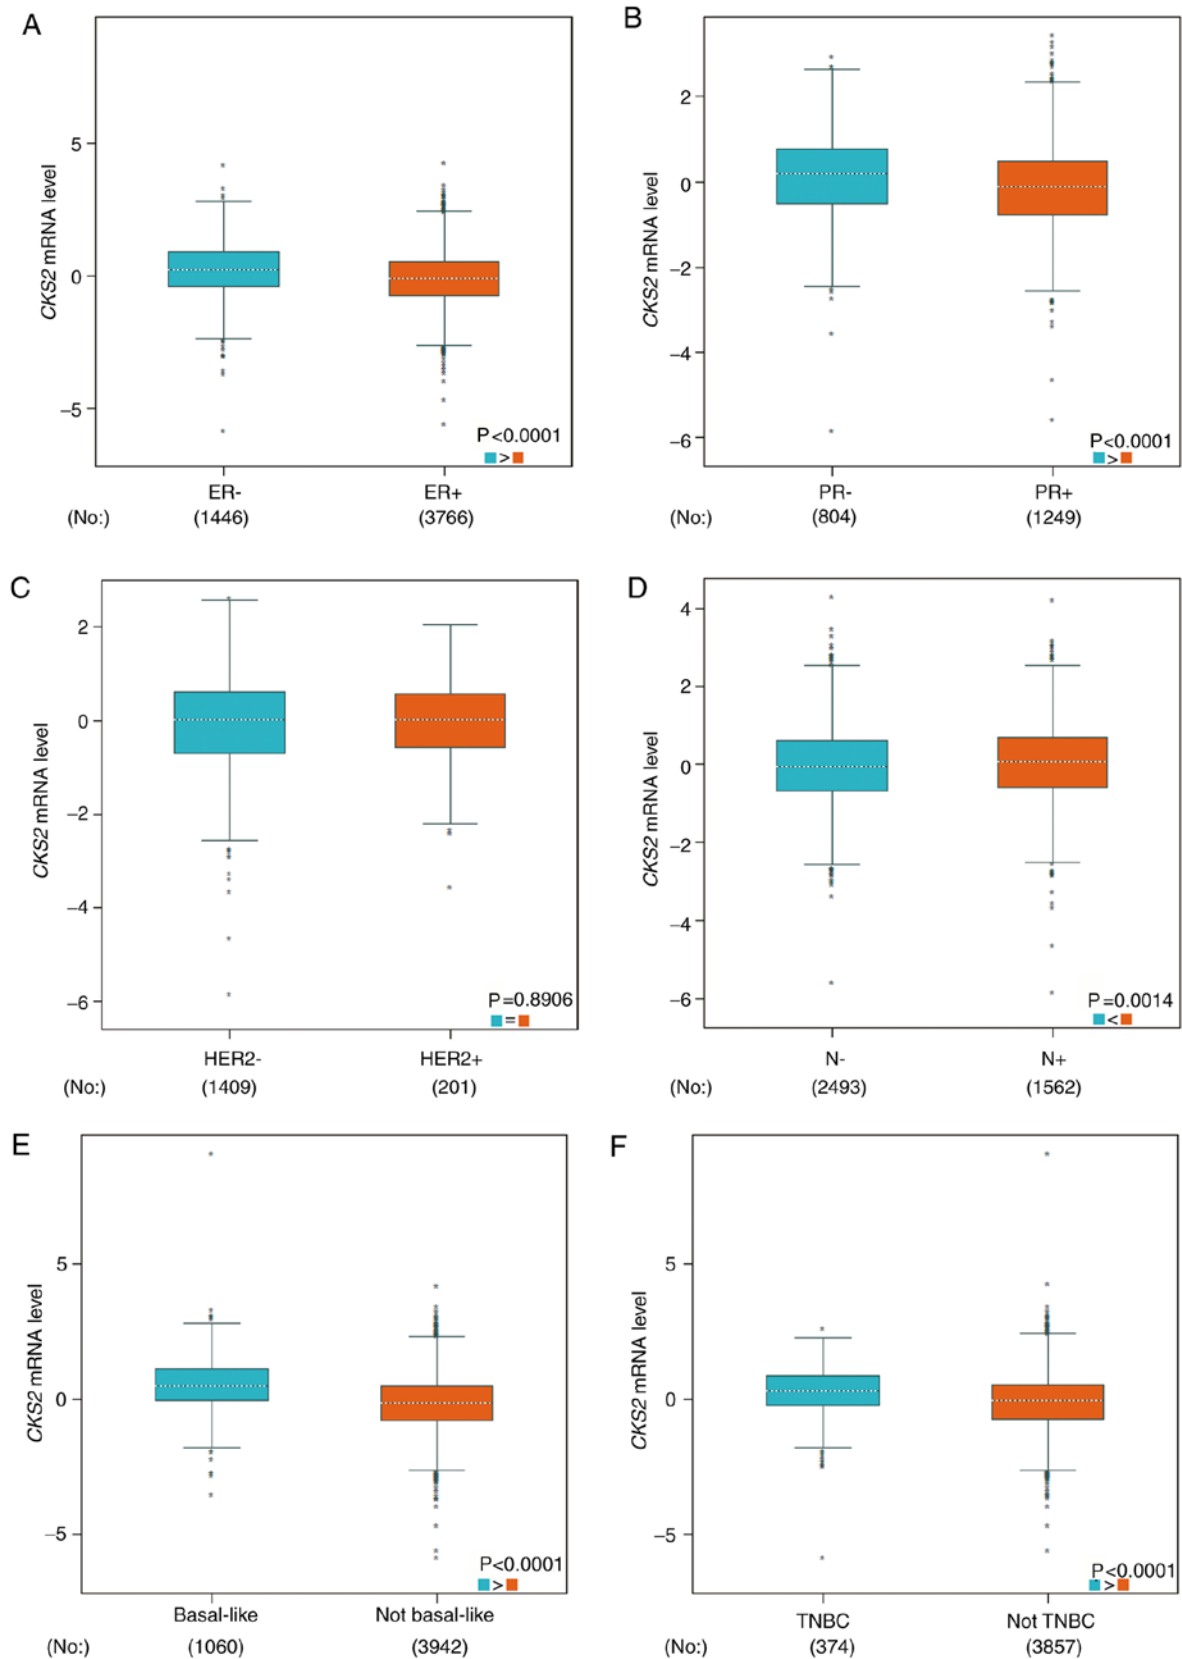 A
CKS2 mRNA level
5
0
−5
P<0.0001
>
ER-
ER+
(No:)
(1446)
(3766)
B
CKS2 mRNA level
2
0
−2
−4
−6
P<0.0001
>
PR-
PR+
(No:)
(804)
(1249)
C
CKS2 mRNA level
2
0
−2
−4
−6
P=0.8906
=
HER2-
HER2+
(No:)
(1409)
(201)
D
CKS2 mRNA level
4
2
0
−2
−4
−6
P=0.0014
<
N-
N+
(No:)
(2493)
(1562)
E
CKS2 mRNA level
5
0
−5
P<0.0001
>
Basal-like
Not basal-like
(No:)
(1060)
(3942)
F
CKS2 mRNA level
5
0
−5
P<0.0001
>
TNBC
Not TNBC
(No:)
(374)
(3857)